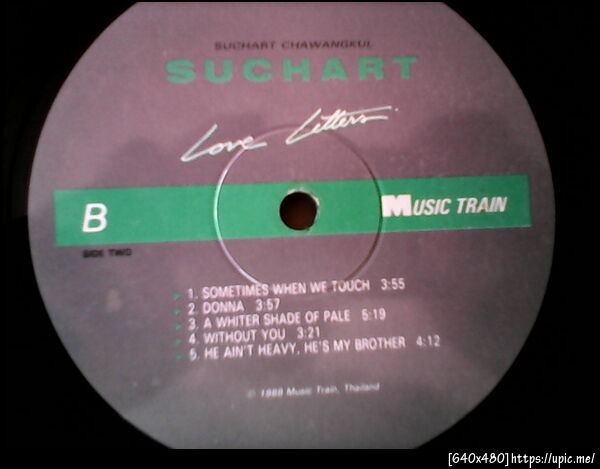 SUCHART CHAWANGKUL
SUCHART
Love Letters
B
MUSIC TRAIN
SIDE TWO
1. SOMETIMES WHEN WE TOUCH 3:55
2. DONNA 3:57
3. A WHITER SHADE OF PALE 5:19
4. WITHOUT YOU 3:21
5. HE AIN'T HEAVY, HE'S MY BROTHER 4:12
© 1988 Music Train, Thailand
[640x480]https://upic.me/